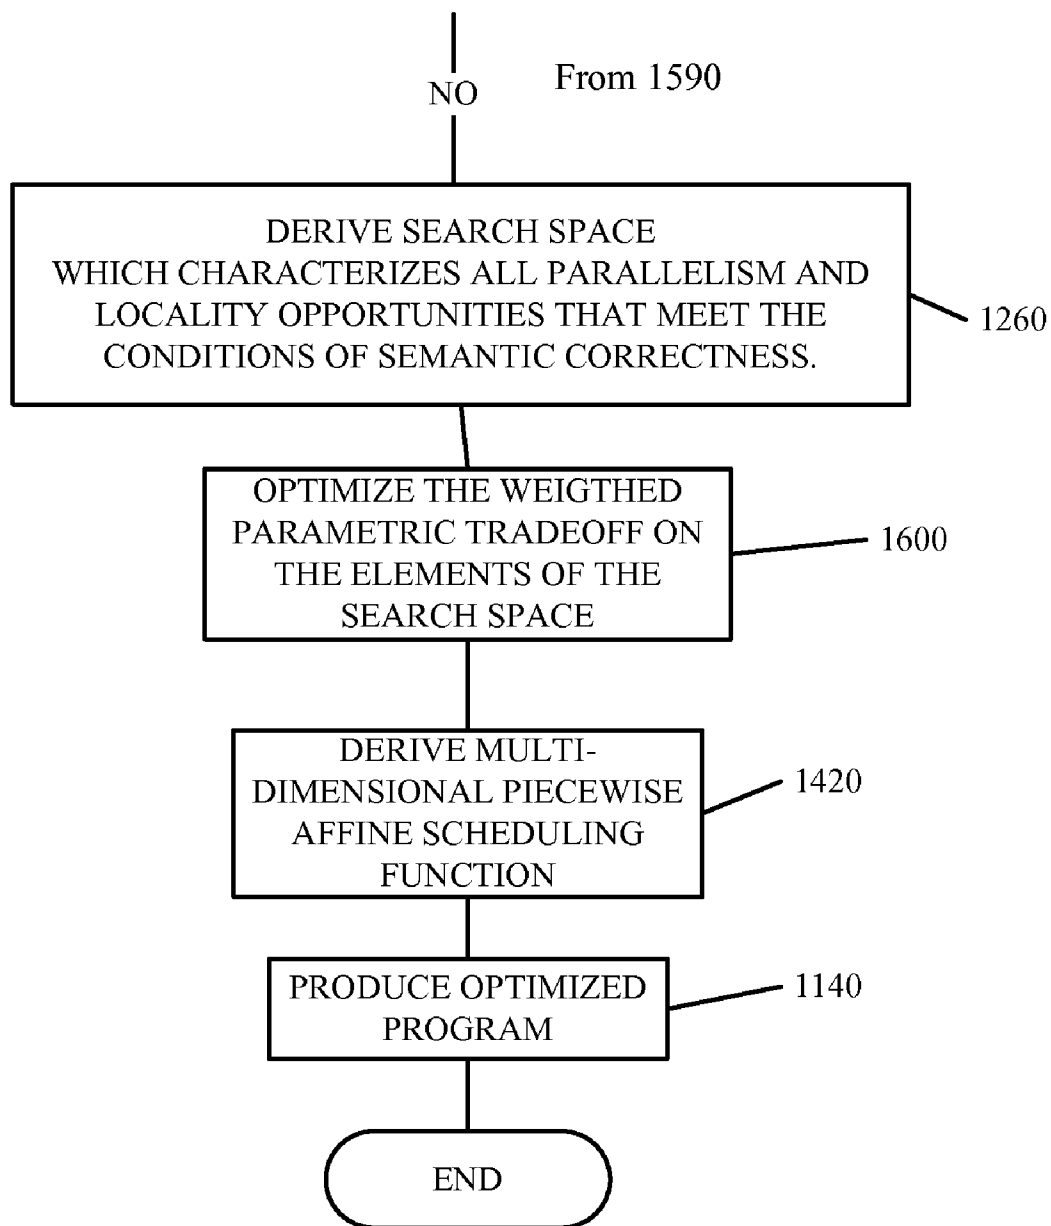 From 1590
NO
DERIVE SEARCH SPACE
WHICH CHARACTERIZES ALL PARALLELISM AND
LOCALITY OPPORTUNITIES THAT MEET THE
CONDITIONS OF SEMANTIC CORRECTNESS.
1260
OPTIMIZE THE WEIGTHED
PARAMETRIC TRADEOFF ON
THE ELEMENTS OF THE
SEARCH SPACE
1600
DERIVE MULTI-
DIMENSIONAL PIECEWISE
AFFINE SCHEDULING
FUNCTION
1420
PRODUCE OPTIMIZED
PROGRAM
1140
END